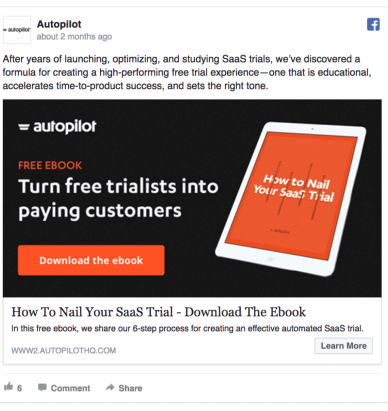 autopilot
Autopilot
about 2 months ago
After years of launching, optimizing, and studying SaaS trials, we've discovered a
formula for creating a high-performing free trial experience—one that is educational,
accelerates time-to-product success, and sets the right tone.
autopilot
FREE EBOOK
Turn free trialists into
paying customers
Download the ebook
How to Nail
Your SaaS Trial
How To Nail Your SaaS Trial - Download The Ebook
In this free ebook, we share our 6-step process for creating an effective automated SaaS trial.
WWW2.AUTOPILOTHQ.COM
Learn More
6 Comment Share